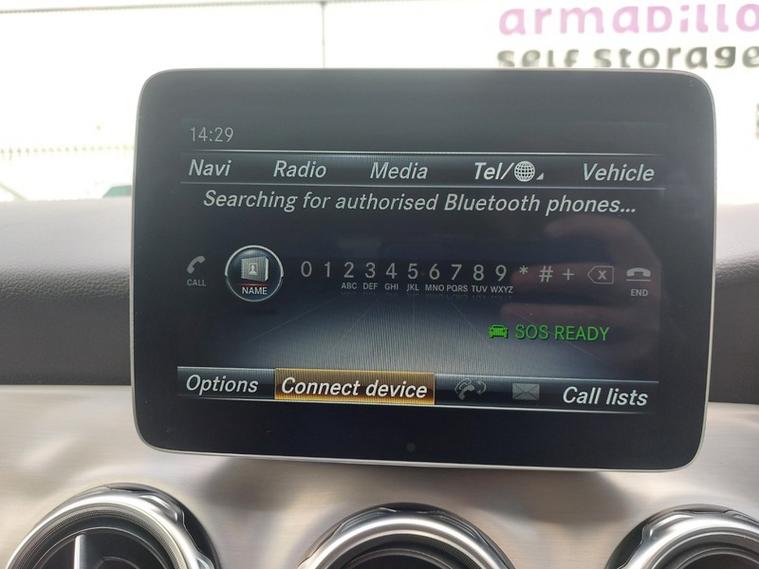 armadillo
self storage
14:29
Navi Radio Media Tel/ Vehicle
Searching for authorised Bluetooth phones...
CALL NAME 0 1 2 3 4 5 6 7 8 9 * # + X END
ABC DEF GHI JKL MNO PQRS TUV WXYZ
SOS READY
Options Connect device Call lists